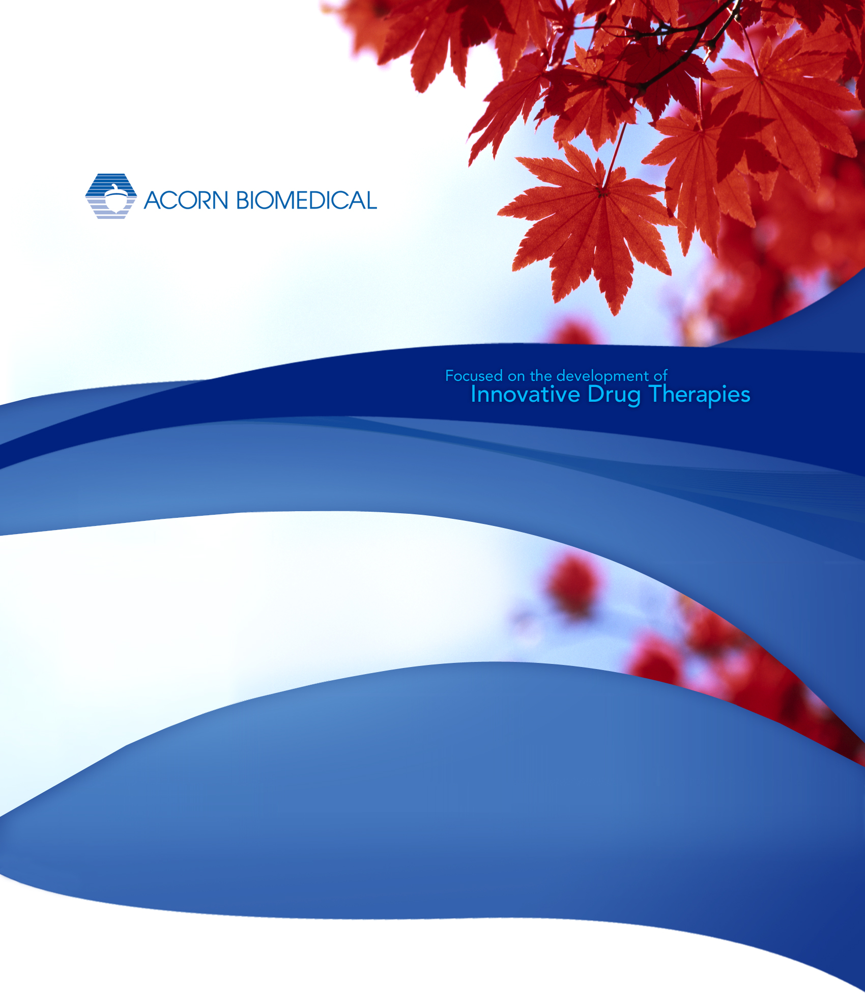 ACORN BIOMEDICAL
Focused on the development of
Innovative Drug Therapies